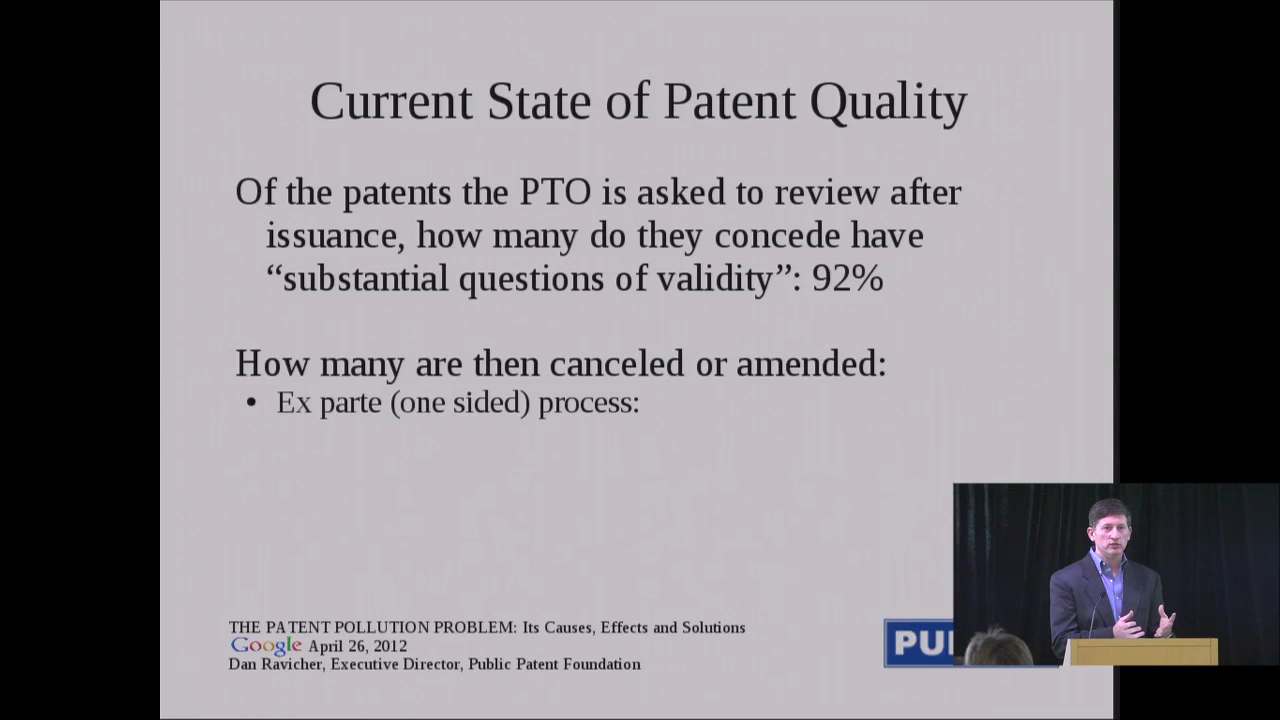 Current State of Patent Quality
Of the patents the PTO is asked to review after
issuance, how many do they concede have
“substantial questions of validity”: 92%
How many are then canceled or amended:
• Ex parte (one sided) process:
THE PATENT POLLUTION PROBLEM: Its Causes, Effects and Solutions
Google April 26, 2012
Dan Ravicher, Executive Director, Public Patent Foundation